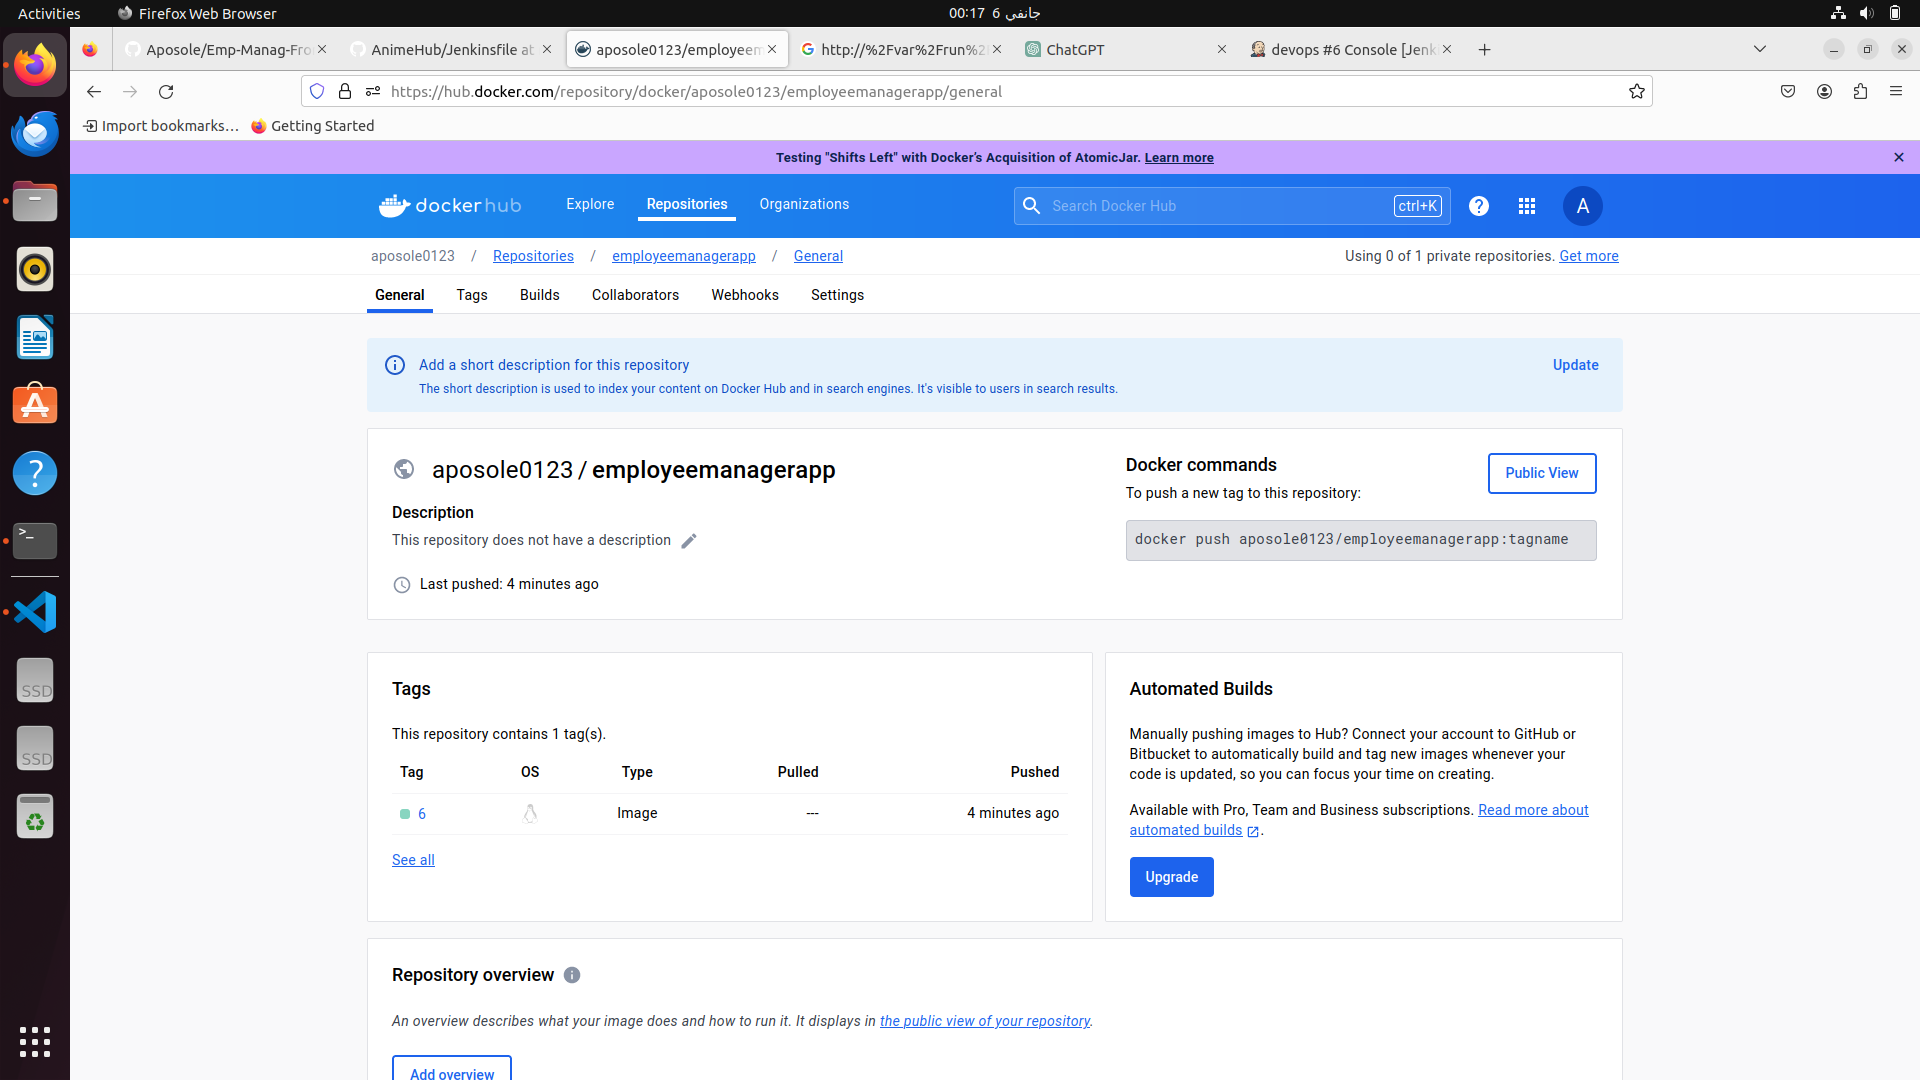 Activities
Firefox Web Browser
00:17 6 جانفي
Aposole/Emp-Manag-Fro
AnimeHub/Jenkinsfile at
aposole0123/employeem
http://%2Fvar%2Frun%2
ChatGPT
devops #6 Console [Jenk
https://hub.docker.com/repository/docker/aposole0123/employeemanagerapp/general
Import bookmarks...
Getting Started
Testing "Shifts Left" with Docker's Acquisition of AtomicJar. Learn more
dockerhub
Explore
Repositories
Organizations
Search Docker Hub
ctrl+K
?
A
aposole0123 / Repositories / employeemanagerapp / General
Using 0 of 1 private repositories. Get more
General
Tags
Builds
Collaborators
Webhooks
Settings
Add a short description for this repository
Update
The short description is used to index your content on Docker Hub and in search engines. It's visible to users in search results.
aposole0123 / employeemanagerapp
Description
This repository does not have a description
Last pushed: 4 minutes ago
Docker commands
Public View
To push a new tag to this repository:
docker push aposole0123/employeemanagerapp:tagname
Tags
This repository contains 1 tag(s).
Tag OS Type Pulled Pushed
6 Image --- 4 minutes ago
See all
Automated Builds
Manually pushing images to Hub? Connect your account to GitHub or
Bitbucket to automatically build and tag new images whenever your
code is updated, so you can focus your time on creating.
Available with Pro, Team and Business subscriptions. Read more about
automated builds .
Upgrade
Repository overview
An overview describes what your image does and how to run it. It displays in the public view of your repository.
Add overview
?
>_
SSD
SSD